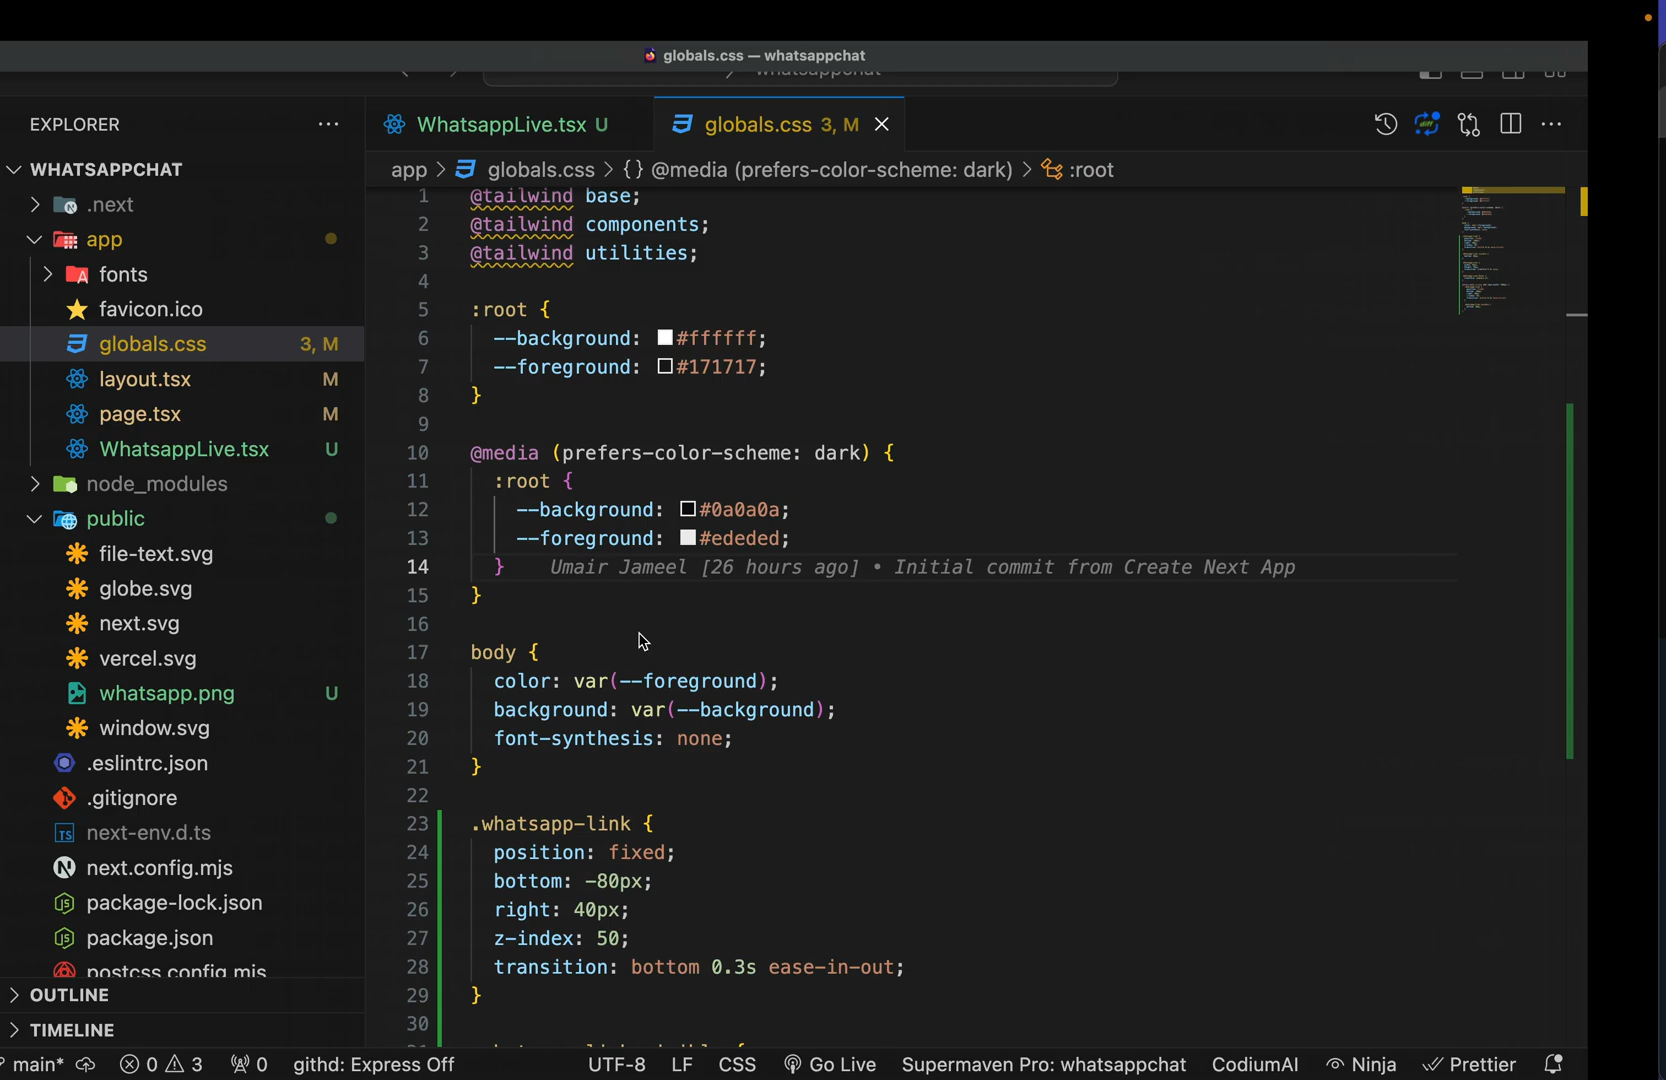 globals.css — whatsappchat
EXPLORER
WHATSAPPCHAT
.next
app
fonts
favicon.ico
globals.css 3, M
layout.tsx M
page.tsx M
WhatsappLive.tsx U
node_modules
public
file-text.svg
globe.svg
next.svg
vercel.svg
whatsapp.png U
window.svg
.eslintrc.json
.gitignore
next-env.d.ts
next.config.mjs
package-lock.json
package.json
postcss.config.mjs
OUTLINE
TIMELINE
WhatsappLive.tsx U
globals.css 3, M
app > globals.css > {} @media (prefers-color-scheme: dark) > :root
1 @tailwind base;
2 @tailwind components;
3 @tailwind utilities;
4
5 :root {
6 --background: #ffffff;
7 --foreground: #171717;
8 }
9
10 @media (prefers-color-scheme: dark) {
11 :root {
12 --background: #0a0a0a;
13 --foreground: #ededed;
14 } Umair Jameel [26 hours ago] • Initial commit from Create Next App
15 }
16
17 body {
18 color: var(--foreground);
19 background: var(--background);
20 font-synthesis: none;
21 }
22
23 .whatsapp-link {
24 position: fixed;
25 bottom: -80px;
26 right: 40px;
27 z-index: 50;
28 transition: bottom 0.3s ease-in-out;
29 }
30
main* 0 3 0 githd: Express Off UTF-8 LF CSS Go Live Supermaven Pro: whatsappchat CodiumAI Ninja Prettier